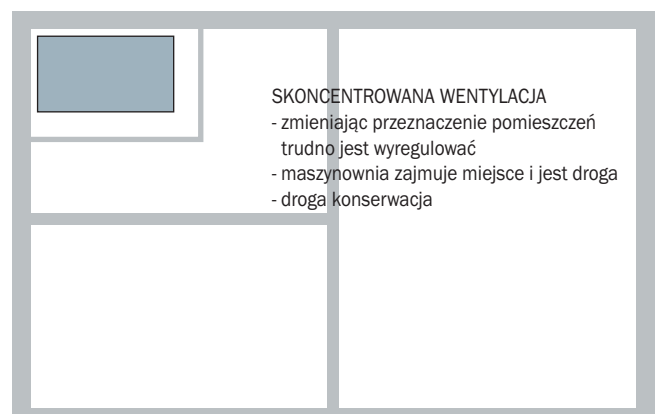 SKONCENTROWANA WENTYLACJA
- zmieniając przeznaczenie pomieszczeń
trudno jest wyregulować
- maszynownia zajmuje miejsce i jest droga
- droga konserwacja